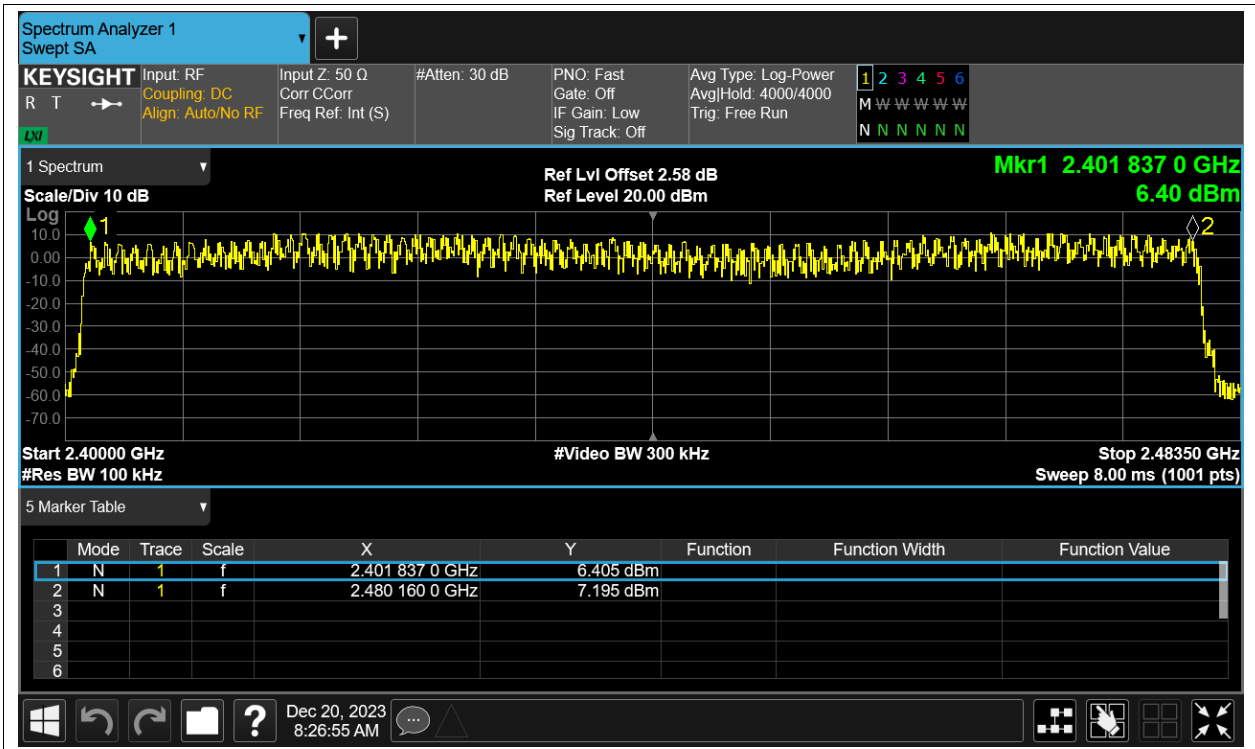 Spectrum Analyzer 1
Swept SA
+
KEYSIGHT Input: RF Input Z: 50 Ω #Atten: 30 dB PNO: Fast Avg Type: Log-Power 1 2 3 4 5 6
R T Coupling: DC Corr CCorr Gate: Off Avg|Hold: 4000/4000 M W W W W W
Align: Auto/No RF Freq Ref: Int (S) IF Gain: Low Trig: Free Run
LXI Sig Track: Off N N N N N N
1 Spectrum
Ref Lvl Offset 2.58 dB Mkr1 2.401 837 0 GHz
Scale/Div 10 dB Ref Level 20.00 dBm 6.40 dBm
Log
1 2
10.0
0.00
-10.0
-20.0
-30.0
-40.0
-50.0
-60.0
-70.0
Start 2.40000 GHz #Video BW 300 kHz Stop 2.48350 GHz
#Res BW 100 kHz Sweep 8.00 ms (1001 pts)
5 Marker Table
Mode Trace Scale X Y Function Function Width Function Value
1 N 1 f 2.401 837 0 GHz 6.405 dBm
2 N 1 f 2.480 160 0 GHz 7.195 dBm
3
4
5
6
? Dec 20, 2023
8:26:55 AM